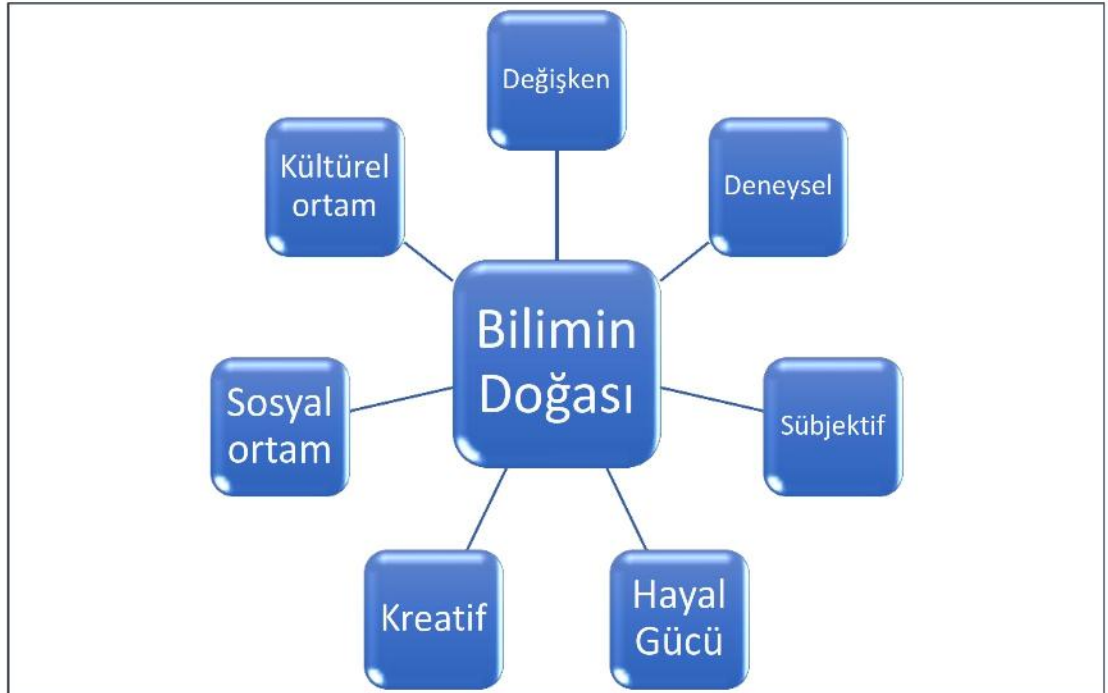 Değişken
Deneysel
Sübjektif
Hayal
Gücü
Kreatif
Sosyal
ortam
Kültürel
ortam
Bilimin
Doğası